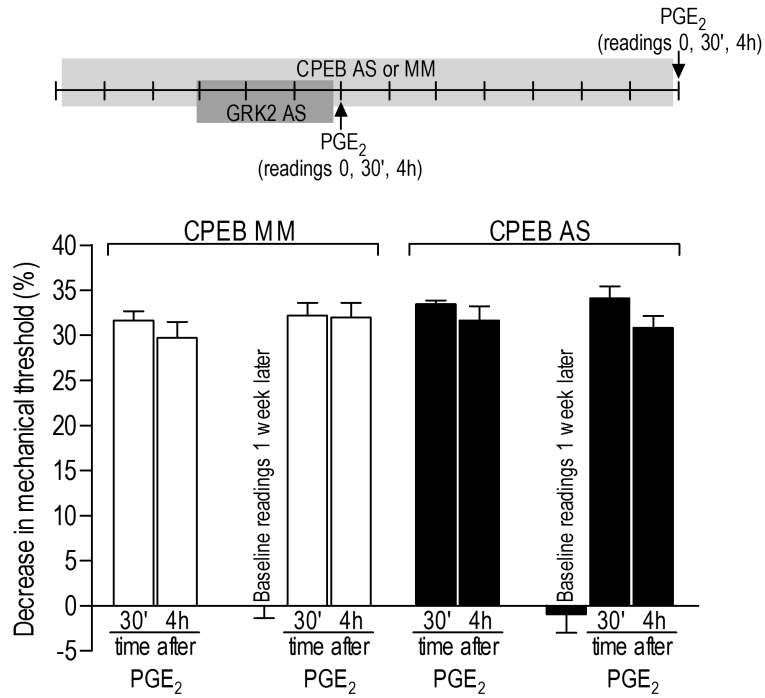 PGE2
(readings 0, 30', 4h)
CPEB AS or MM
GRK2 AS
PGE2
(readings 0, 30', 4h)
CPEB MM
CPEB AS
Decrease in mechanical threshold (%)
40
35
30
25
20
15
10
5
0
-5
Baseline readings 1 week later
Baseline readings 1 week later
30' 4h
30' 4h
30' 4h
30' 4h
time after
time after
time after
time after
PGE2
PGE2
PGE2
PGE2